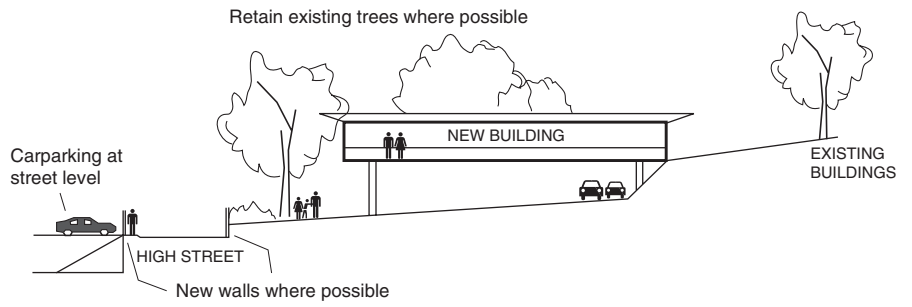 Retain existing trees where possible
NEW BUILDING
Carparking at
street level
EXISTING
BUILDINGS
HIGH STREET
New walls where possible